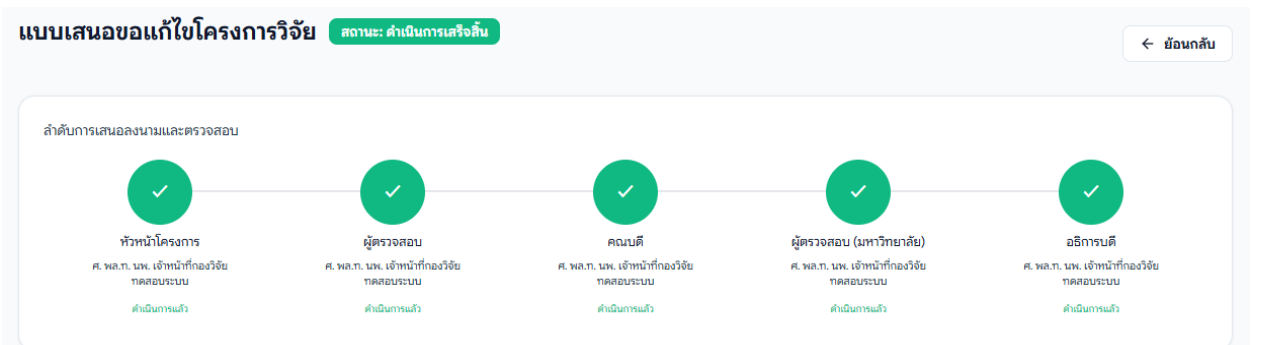 แบบเสนอขอแก้ไขโครงการวิจัย สถานะ: ดำเนินการเสร็จสิ้น
← ย้อนกลับ
ลำดับการเสนอลงนามและตรวจสอบ
หัวหน้าโครงการ
ศ. พล.ท. นพ. เจ้าหน้าที่กองวิจัย
ทดสอบระบบ
ดำเนินการแล้ว
ผู้ตรวจสอบ
ศ. พล.ท. นพ. เจ้าหน้าที่กองวิจัย
ทดสอบระบบ
ดำเนินการแล้ว
คณบดี
ศ. พล.ท. นพ. เจ้าหน้าที่กองวิจัย
ทดสอบระบบ
ดำเนินการแล้ว
ผู้ตรวจสอบ (มหาวิทยาลัย)
ศ. พล.ท. นพ. เจ้าหน้าที่กองวิจัย
ทดสอบระบบ
ดำเนินการแล้ว
อธิการบดี
ศ. พล.ท. นพ. เจ้าหน้าที่กองวิจัย
ทดสอบระบบ
ดำเนินการแล้ว